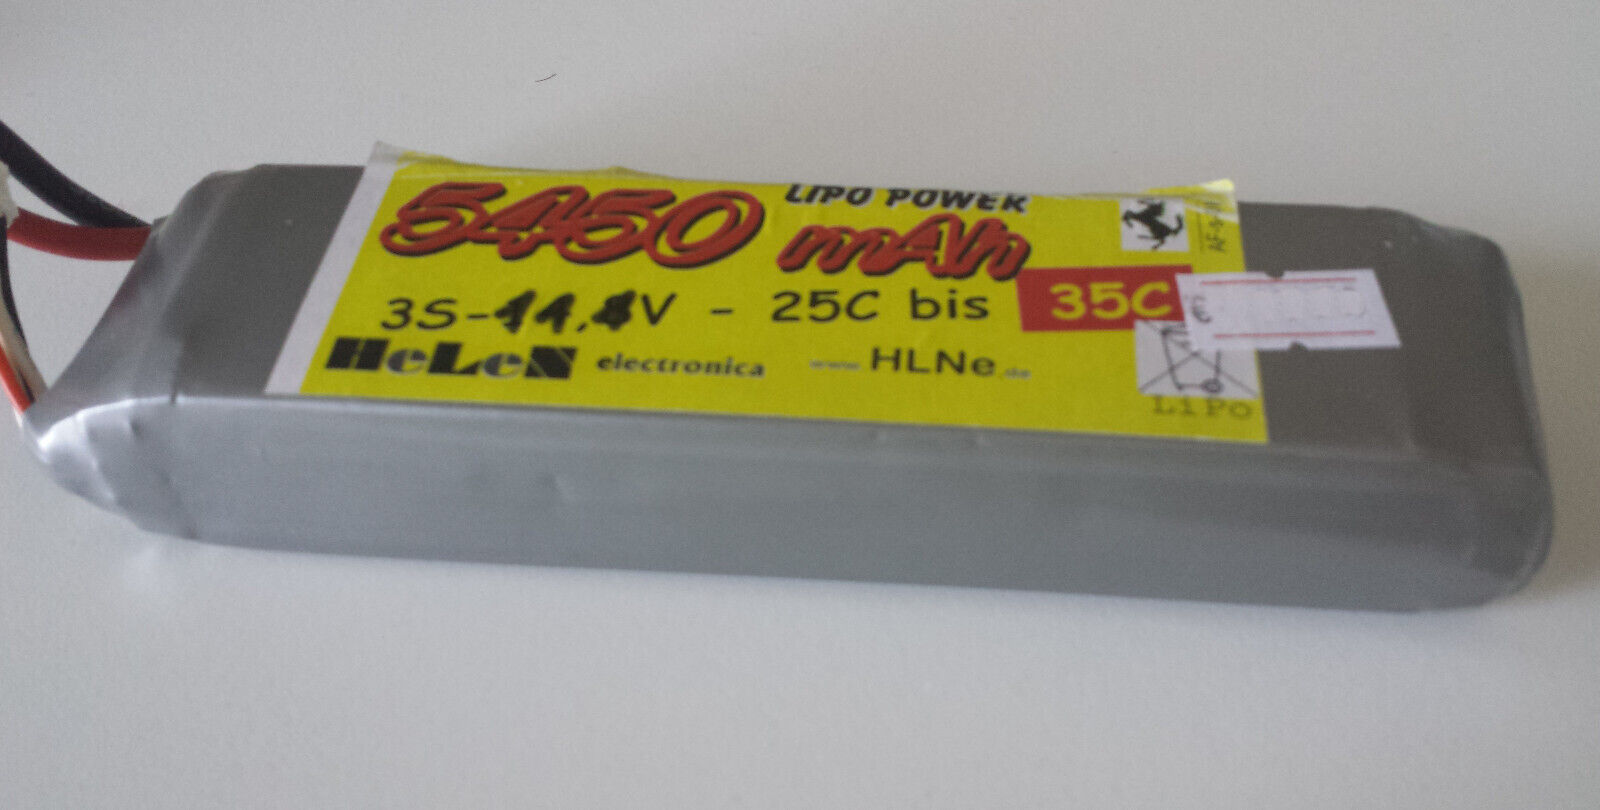 LIPO POWER
5450 mAh
3S-11,1V - 25C bis 35C
HeLeN electronica www.HLNe.de
LiPo